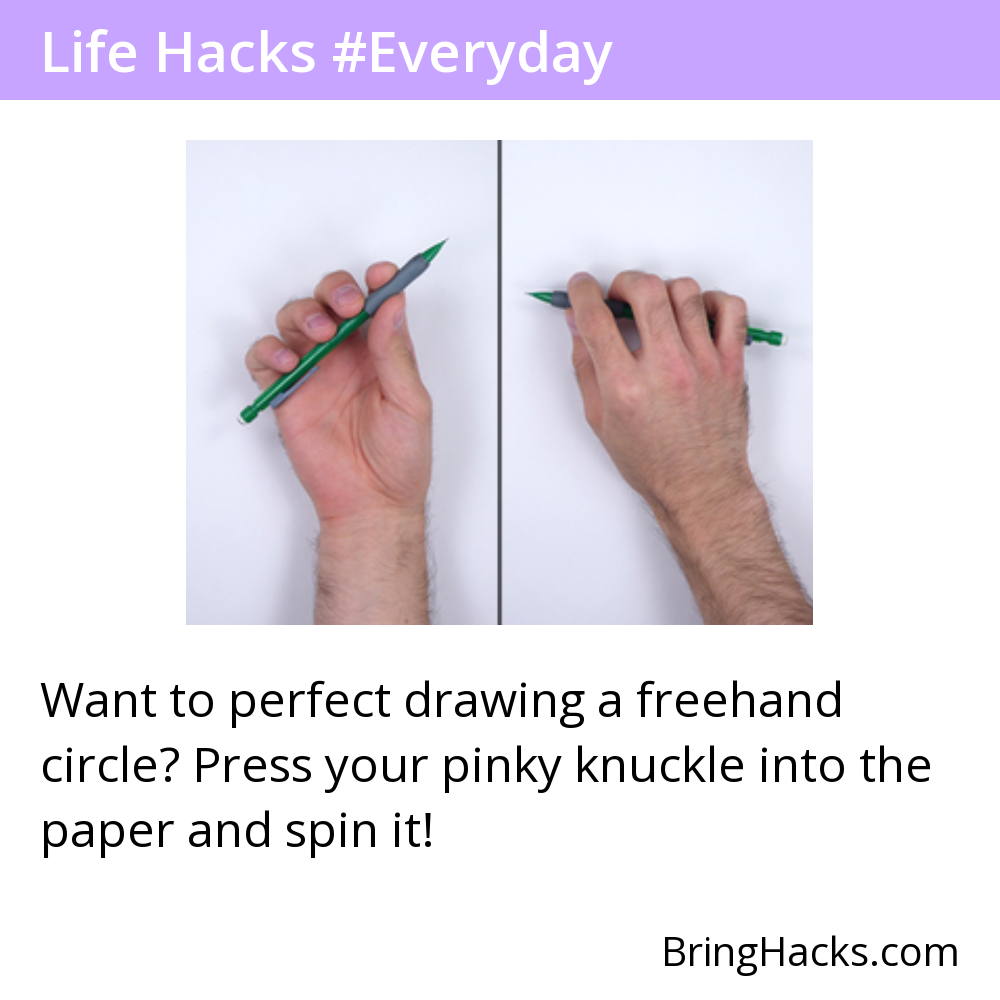 Life Hacks #Everyday
Want to perfect drawing a freehand
circle? Press your pinky knuckle into the
paper and spin it!
BringHacks.com